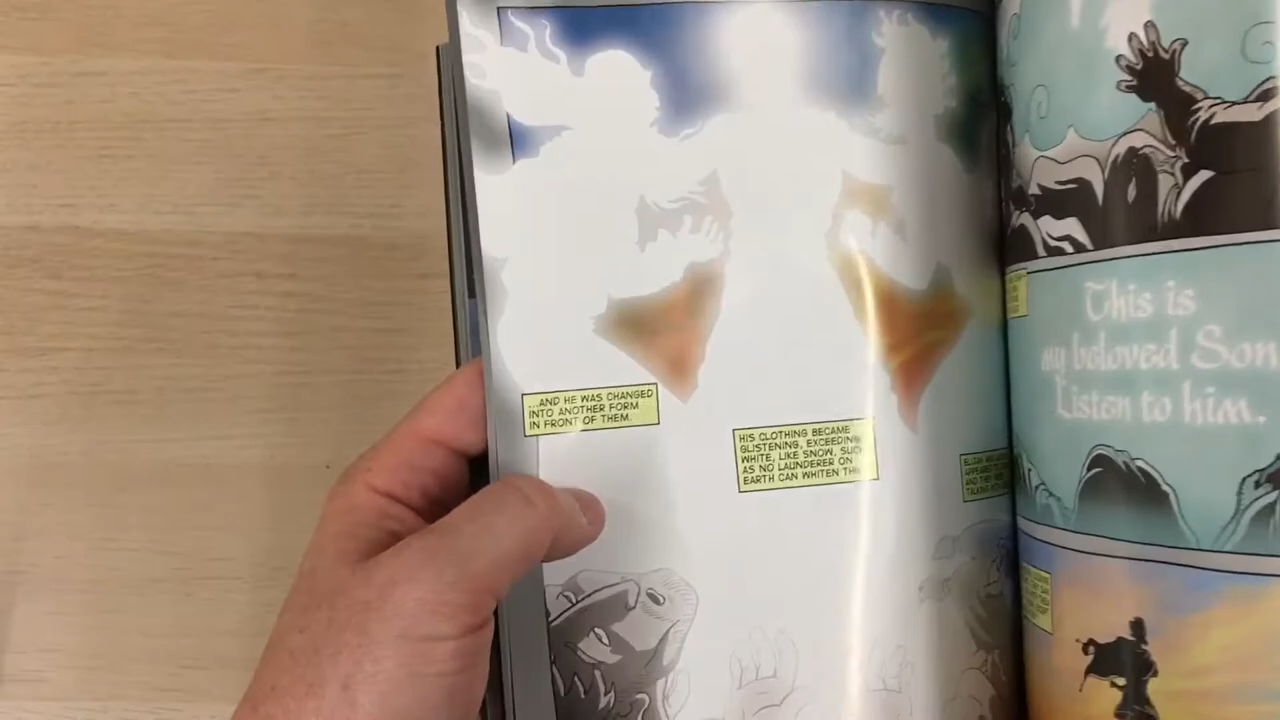 ...AND HE WAS CHANGED
INTO ANOTHER FORM
IN FRONT OF THEM.
HIS CLOTHING BECAME
GLISTENING, EXCEEDING
WHITE, LIKE SNOW, SUCH
AS NO LAUNDERER ON
EARTH CAN WHITEN
This is
my beloved Son
Listen to him.